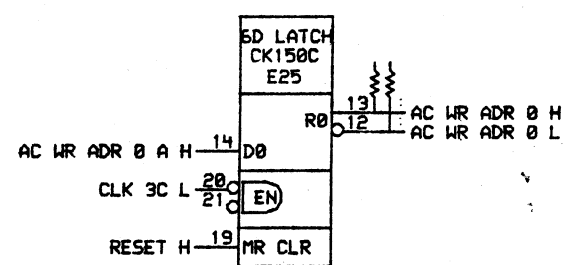 6D LATCH
CK150C
E25
R0
13 AC WR ADR 0 H
12 AC WR ADR 0 L
AC WR ADR 0 A H 14 D0
CLK 3C L 20
21 EN
RESET H 19 MR CLR